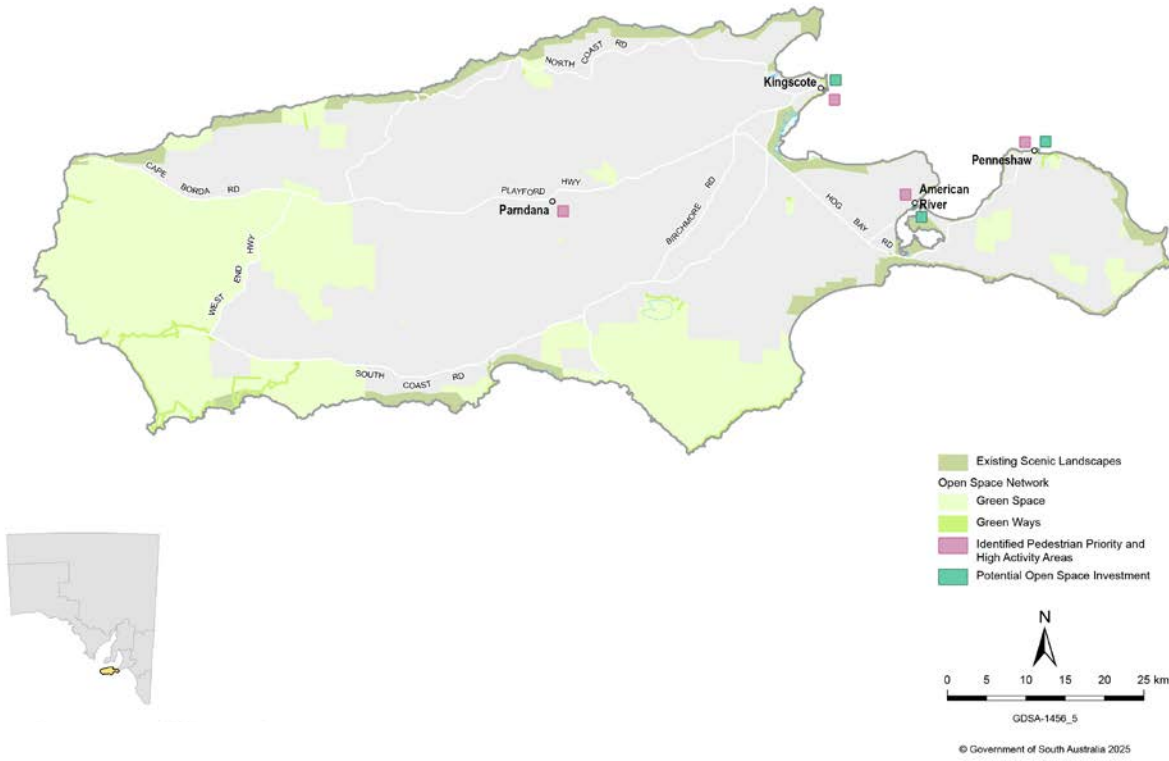 NORTH COAST RD
Kingscote
CAPE BORDA RD
PLAYFORD HWY
Parndana
BIRCHMORE RD
HOG BAY RD
American
River
Penneshaw
WEST END HWY
SOUTH COAST RD
Existing Scenic Landscapes
Open Space Network
Green Space
Green Ways
Identified Pedestrian Priority and
High Activity Areas
Potential Open Space Investment
N
0 5 10 15 20 25 km
GDSA-1456_5
© Government of South Australia 2025